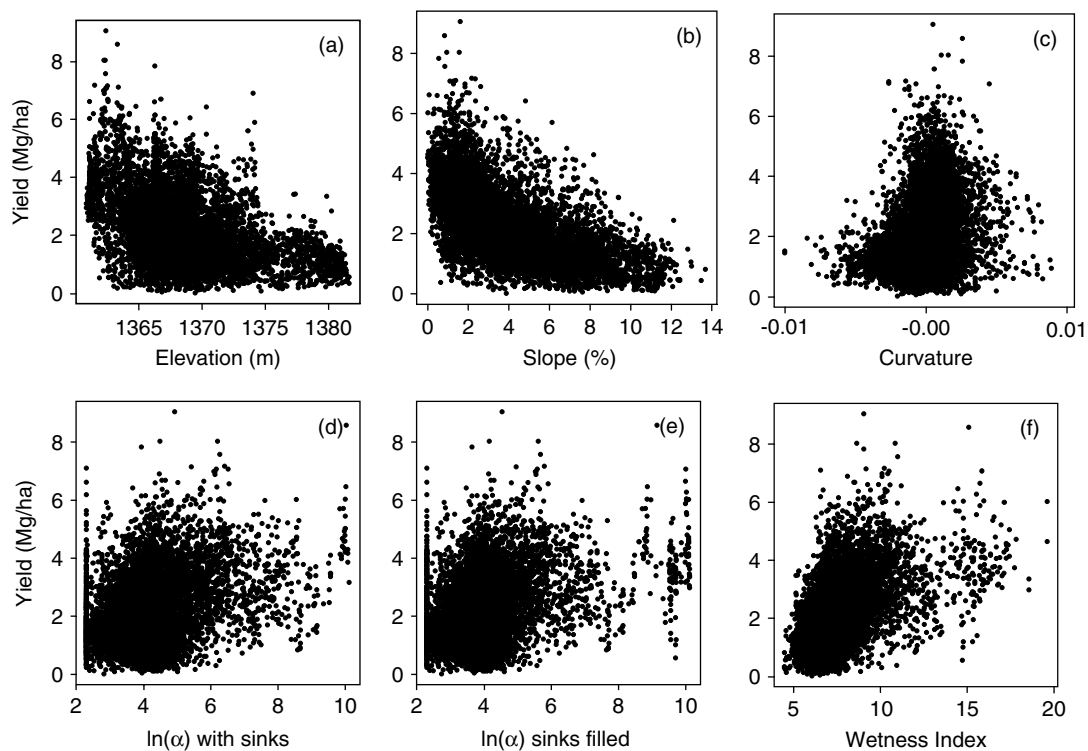 (a)
(b)
(c)
Yield (Mg/ha)
8
6
4
2
0
1365 1370 1375 1380
Elevation (m)
8
6
4
2
0
0 2 4 6 8 10 12 14
Slope (%)
8
6
4
2
0
-0.01 -0.00 0.01
Curvature
(d)
(e)
(f)
Yield (Mg/ha)
8
6
4
2
0
2 4 6 8 10
ln(α) with sinks
8
6
4
2
0
2 4 6 8 10
ln(α) sinks filled
8
6
4
2
0
5 10 15 20
Wetness Index